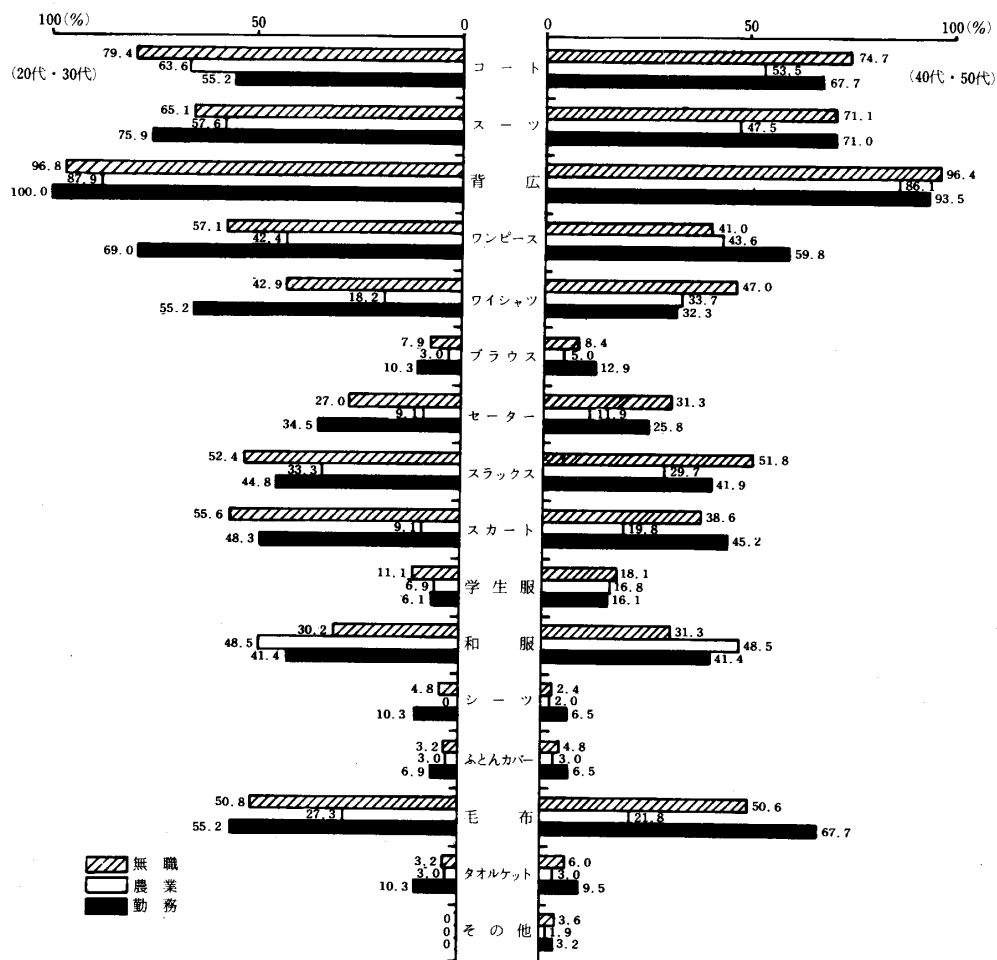 100(%) 50 0 0 50 100(%)
(20代・30代) (40代・50代)
79.4 コート 74.7
63.6 53.5
55.2 67.7
65.1 スーツ 71.1
57.6 47.5
75.9 71.0
96.8 背広 96.4
87.9 86.1
100.0 93.5
57.1 ワンピース 41.0
42.4 43.6
69.0 59.8
42.9 ワイシャツ 47.0
18.2 33.7
55.2 32.3
7.9 ブラウス 8.4
3.0 5.0
10.3 12.9
27.0 セーター 31.3
9.1 11.9
34.5 25.8
52.4 スラックス 51.8
33.3 29.7
44.8 41.9
55.6 スカート 38.6
9.1 19.8
48.3 45.2
11.1 学生服 18.1
6.9 16.8
6.1 16.1
30.2 和服 31.3
48.5 48.5
41.4 41.4
4.8 シーツ 2.4
0 2.0
10.3 6.5
3.2 ふとんカバー 4.8
3.0 3.0
6.9 6.5
50.8 毛布 50.6
27.3 21.8
55.2 67.7
3.2 タオルケット 6.0
3.0 3.0
10.3 9.5
0 その他 3.6
0 1.9
0 3.2
無職
農業
勤務